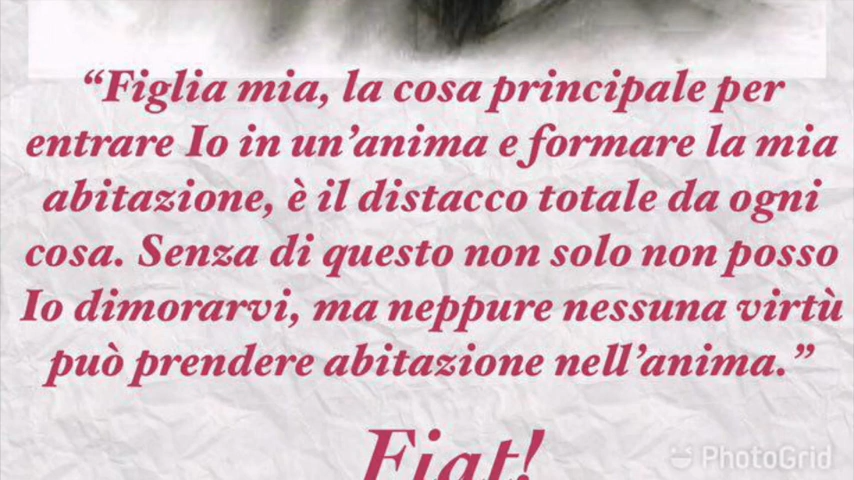 “Figlia mia, la cosa principale per
entrare Io in un’anima e formare la mia
abitazione, è il distacco totale da ogni
cosa. Senza di questo non solo non posso
Io dimorarvi, ma neppure nessuna virtù
può prendere abitazione nell’anima.”
Fiat!
PhotoGrid